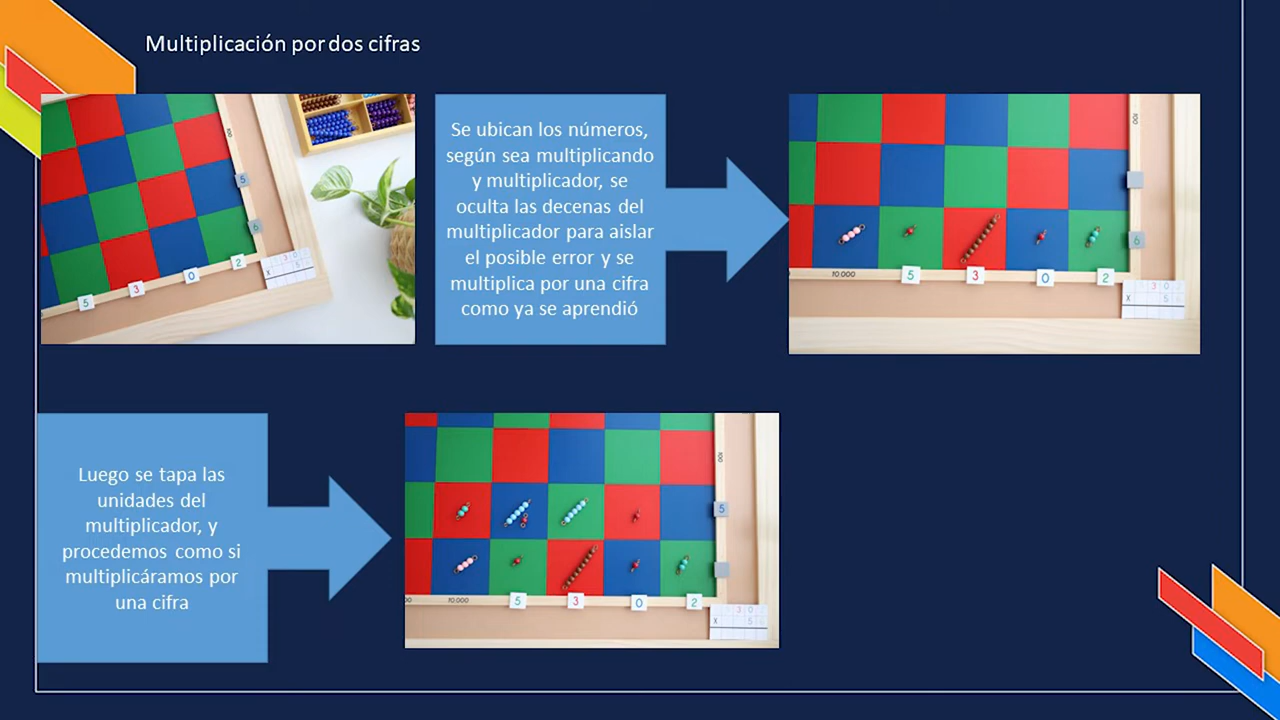 Multiplicación por dos cifras
Se ubican los números,
según sea multiplicando
y multiplicador, se
oculta las decenas del
multiplicador para aislar
el posible error y se
multiplica por una cifra
como ya se aprendió
100
5
6
5
3
0
2
100
6
10.000
5
3
0
2
X
Luego se tapa las
unidades del
multiplicador, y
procedemos como si
multiplicáramos por
una cifra
100
5
10.000
5
3
0
2
X